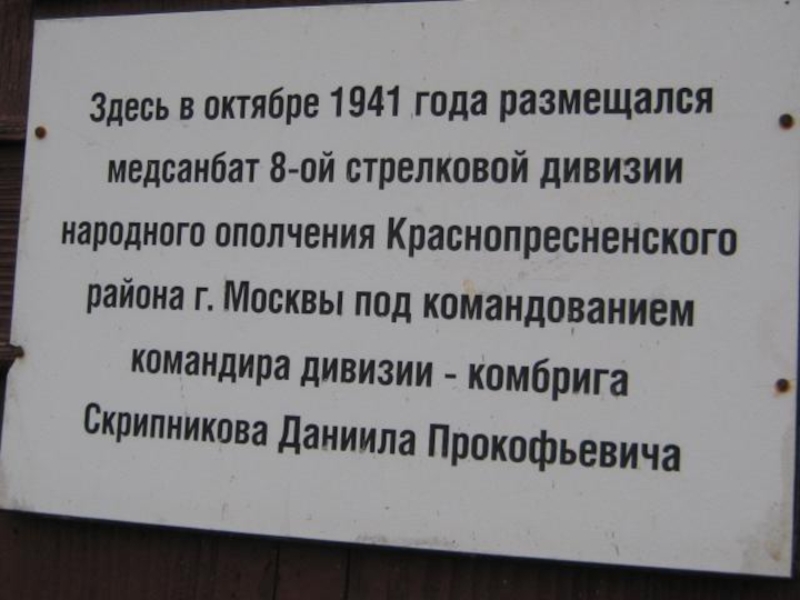 Здесь в октябре 1941 года размещался
медсанбат 8-ой стрелковой дивизии
народного ополчения Краснопресненского
района г. Москвы под командованием
командира дивизии - комбрига
Скрипникова Даниила Прокофьевича